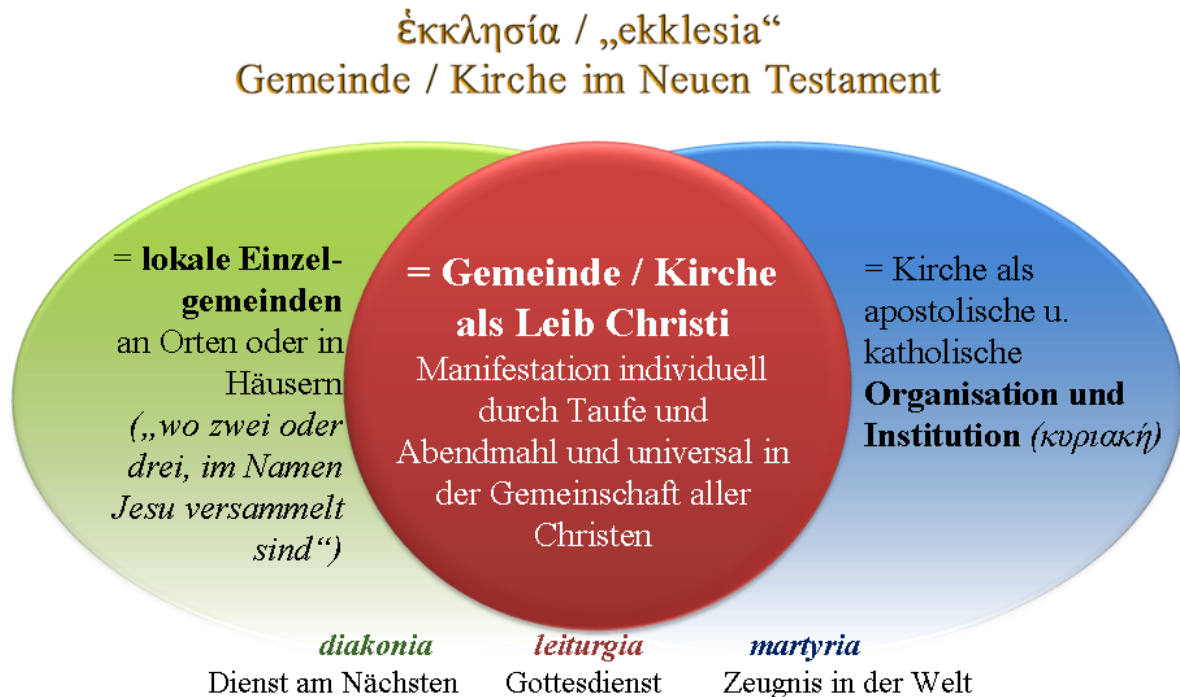 ἐκκλησία / „ekklesia“
Gemeinde / Kirche im Neuen Testament
= lokale Einzel-
gemeinden
an Orten oder in
Häusern
(„wo zwei oder
drei, im Namen
Jesu versammelt
sind“)
= Gemeinde / Kirche
als Leib Christi
Manifestation individuell
durch Taufe und
Abendmahl und universal in
der Gemeinschaft aller
Christen
= Kirche als
apostolische u.
katholische
Organisation und
Institution (κυριακή)
diakonia
Dienst am Nächsten
leiturgia
Gottesdienst
martyria
Zeugnis in der Welt